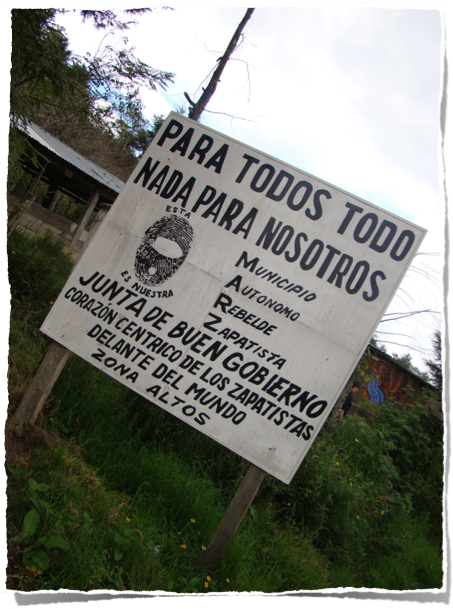 PARA TODOS TODO
NADA PARA NOSOTROS
ESTA
ES NUESTRA
MUNICIPIO
AUTONOMO
REBELDE
ZAPATISTA
JUNTA DE BUEN GOBIERNO
CORAZÓN CENTRICO DE LOS ZAPATISTAS
DELANTE DEL MUNDO
ZONA ALTOS